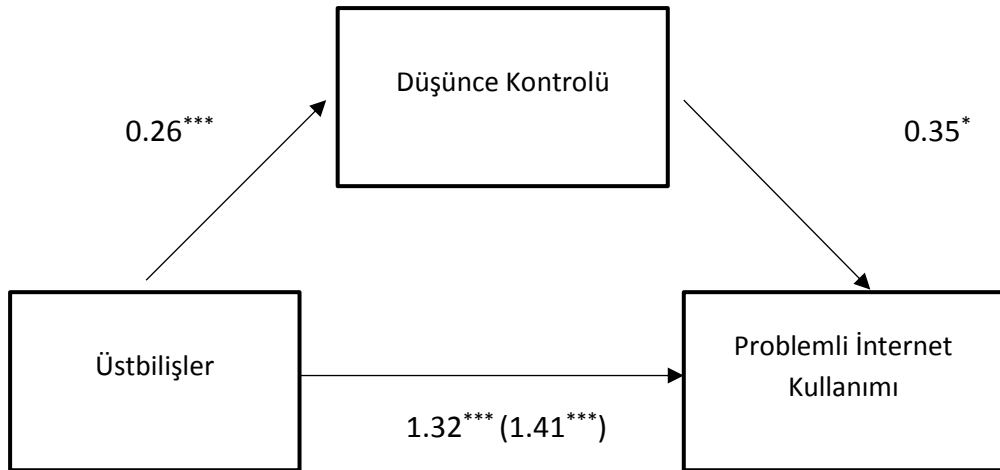 Düşünce Kontrolü
0.26***
0.35*
Üstbilişler
Problemli İnternet
Kullanımı
1.32*** (1.41***)